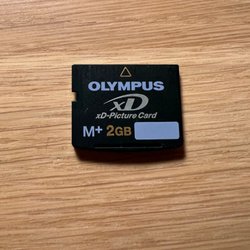 OLYMPUS
xD
xD-Picture Card
M+ 2GB